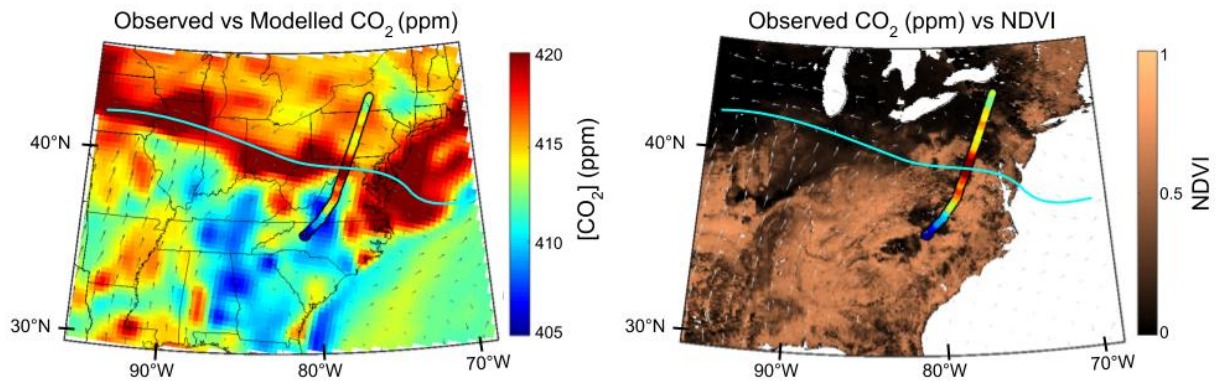 Observed vs Modelled CO2 (ppm)
420
415
410
405
[CO2] (ppm)
40°N
30°N
90°W
80°W
70°W
Observed CO2 (ppm) vs NDVI
1
0.5
0
NDVI
40°N
30°N
90°W
80°W
70°W